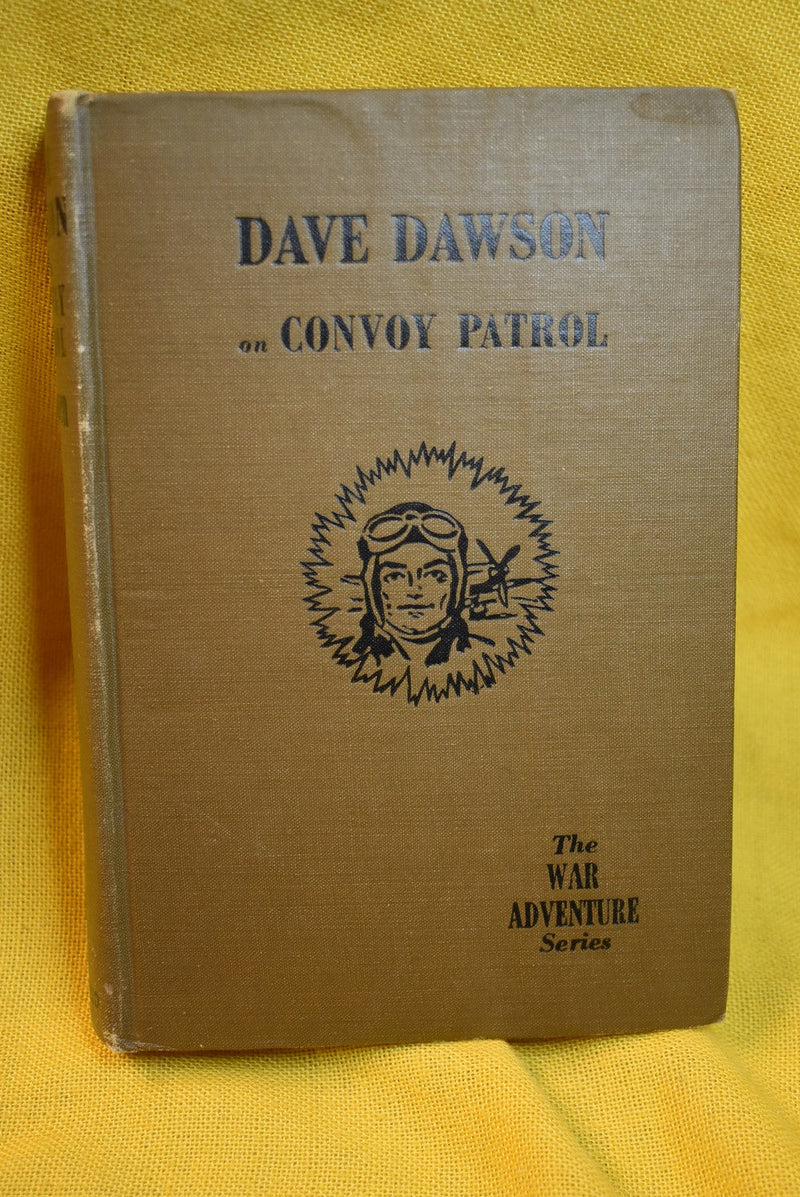 DAVE DAWSON
on CONVOY PATROL
The
WAR
ADVENTURE
Series